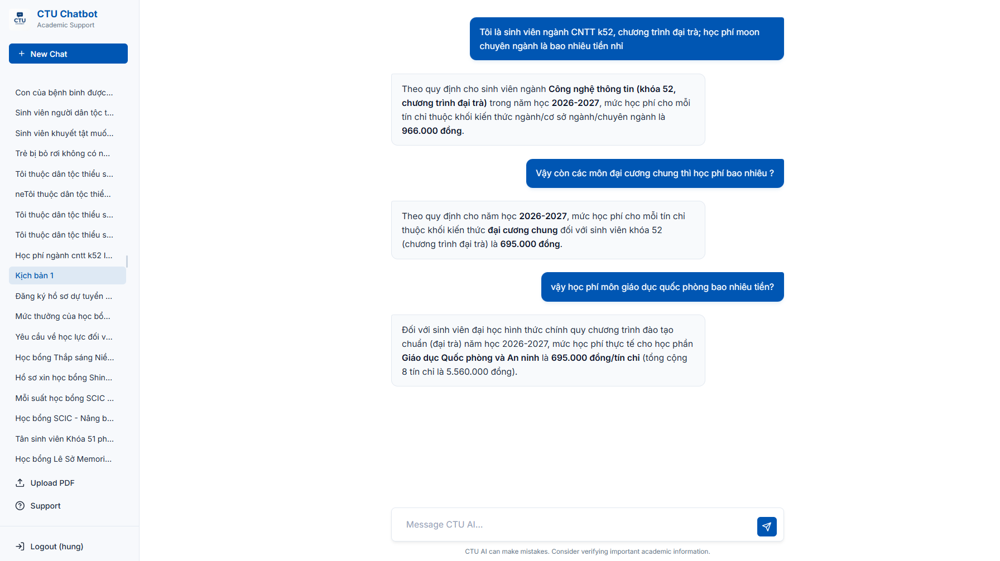 CTU
CTU Chatbot
Academic Support
New Chat
Con của bệnh binh được...
Sinh viên người dân tộc t...
Sinh viên khuyết tật muố...
Trẻ bị bỏ rơi không có n...
Tôi thuộc dân tộc thiểu s...
neTôi thuộc dân tộc thiể...
Tôi thuộc dân tộc thiểu s...
Tôi thuộc dân tộc thiểu s...
Học phí ngành cntt k52 l...
Kịch bản 1
Đăng ký hồ sơ dự tuyển ...
Mức thưởng của học bổ...
Yêu cầu về học lực đối v...
Học bổng Thắp sáng Niề...
Hồ sơ xin học bổng Shin...
Mỗi suất học bổng SCIC ...
Học bổng SCIC - Nâng b...
Tân sinh viên Khóa 51 ph...
Học bổng Lê Sở Memori...
Upload PDF
Support
Logout (hung)
Tôi là sinh viên ngành CNTT k52, chương trình đại trà; học phí moon
chuyên ngành là bao nhiêu tiền nhỉ
Theo quy định cho sinh viên ngành Công nghệ thông tin (khóa 52,
chương trình đại trà) trong năm học 2026-2027, mức học phí cho mỗi
tín chỉ thuộc khối kiến thức ngành/cơ sở ngành/chuyên ngành là
966.000 đồng.
Vậy còn các môn đại cương chung thì học phí bao nhiêu ?
Theo quy định cho năm học 2026-2027, mức học phí cho mỗi tín chỉ
thuộc khối kiến thức đại cương chung đối với sinh viên khóa 52
(chương trình đại trà) là 695.000 đồng.
vậy học phí môn giáo dục quốc phòng bao nhiêu tiền?
Đối với sinh viên đại học hình thức chính quy chương trình đào tạo
chuẩn (đại trà) năm học 2026-2027, mức học phí thực tế cho học phần
Giáo dục Quốc phòng và An ninh là 695.000 đồng/tín chỉ (tổng cộng
8 tín chỉ là 5.560.000 đồng).
Message CTU AI...
CTU AI can make mistakes. Consider verifying important academic information.